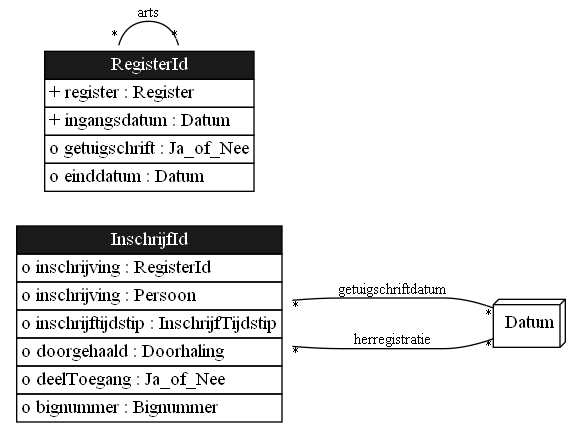 arts
* *
RegisterId
+ register : Register
+ ingangsdatum : Datum
o getuigschrift : Ja_of_Nee
o einddatum : Datum
InschrijfId
o inschrijving : RegisterId
o inschrijving : Persoon
o inschrijftijdstip : InschrijfTijdstip
o doorgehaald : Doorhaling
o deelToegang : Ja_of_Nee
o bignummer : Bignummer
* getuigschriftdatum *
* herregistratie *
Datum